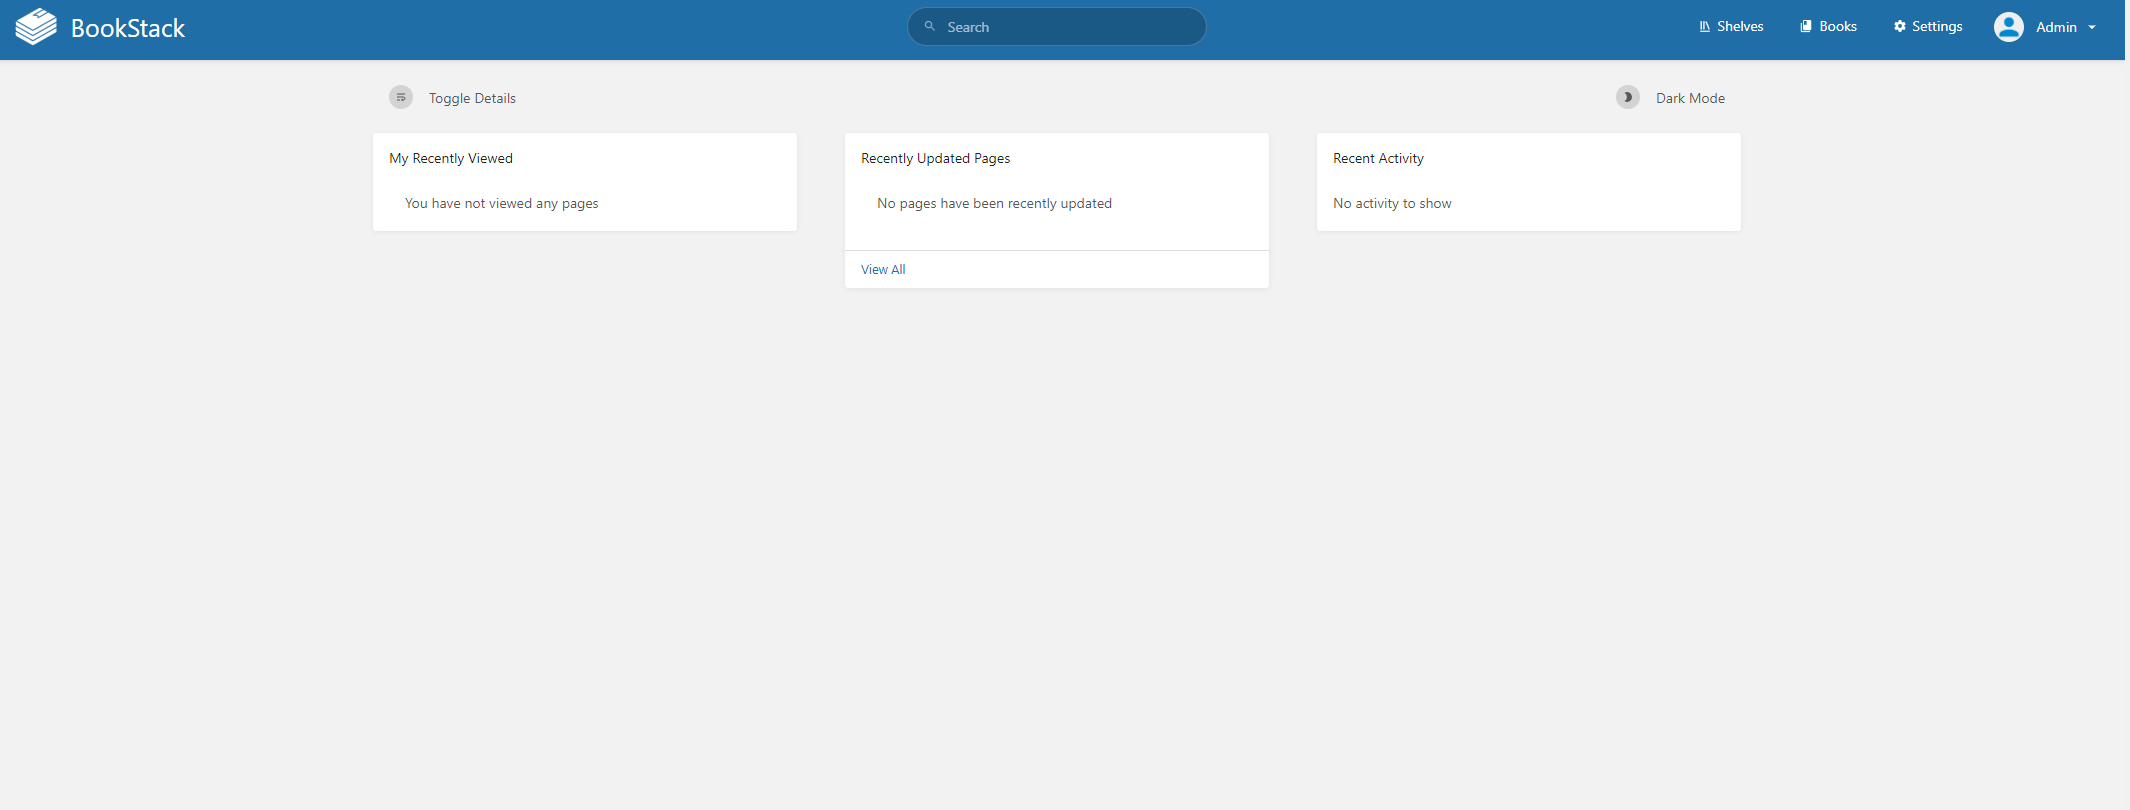 BookStack
Search
Shelves
Books
Settings
Admin
Toggle Details
Dark Mode
My Recently Viewed
You have not viewed any pages
Recently Updated Pages
No pages have been recently updated
View All
Recent Activity
No activity to show